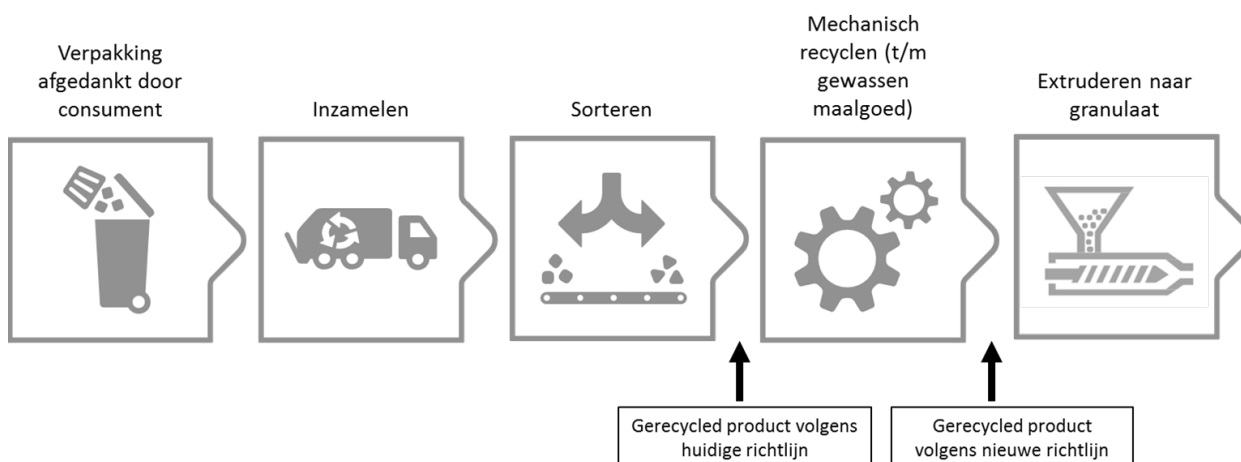 Verpakking
afgedankt door
consument
Inzamelen
Sorteren
Mechanisch
recyclen (t/m
gewassen
maalgoed)
Extruderen naar
granulaat
Gerecycled product volgens
huidige richtlijn
Gerecycled product
volgens nieuwe richtlijn